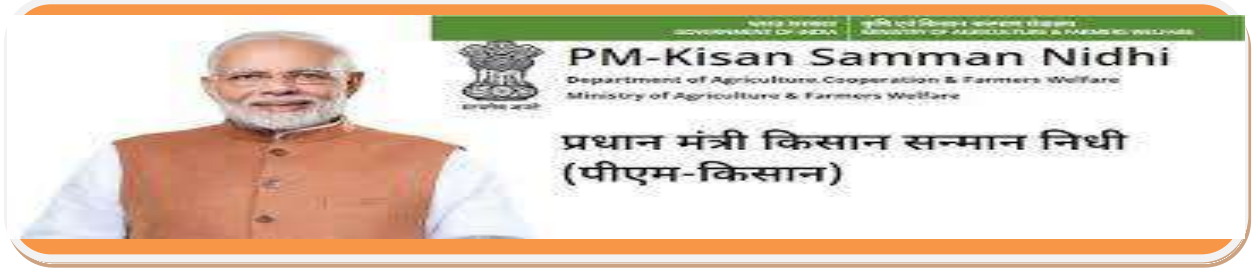 भारत सरकार
GOVERNMENT OF INDIA
कृषि एवं किसान कल्याण मंत्रालय
MINISTRY OF AGRICULTURE & FARMERS WELFARE
PM-Kisan Samman Nidhi
Department of Agriculture Cooperation & Farmers Welfare
Ministry of Agriculture & Farmers Welfare
सत्यमेव जयते
प्रधान मंत्री किसान सन्मान निधी
(पीएम-किसान)